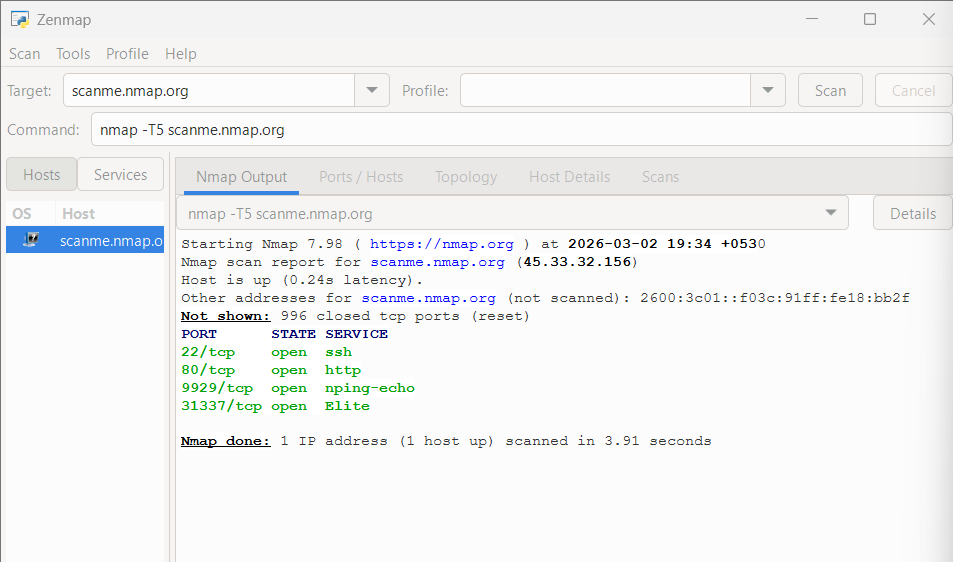 Zenmap
Scan Tools Profile Help
Target: scanme.nmap.org Profile: Scan Cancel
Command: nmap -T5 scanme.nmap.org
Hosts Services Nmap Output Ports / Hosts Topology Host Details Scans
OS Host nmap -T5 scanme.nmap.org Details
scanme.nmap.o
Starting Nmap 7.98 ( https://nmap.org ) at 2026-03-02 19:34 +0530
Nmap scan report for scanme.nmap.org (45.33.32.156)
Host is up (0.24s latency).
Other addresses for scanme.nmap.org (not scanned): 2600:3c01::f03c:91ff:fe18:bb2f
Not shown: 996 closed tcp ports (reset)
PORT STATE SERVICE
22/tcp open ssh
80/tcp open http
9929/tcp open nping-echo
31337/tcp open Elite
Nmap done: 1 IP address (1 host up) scanned in 3.91 seconds